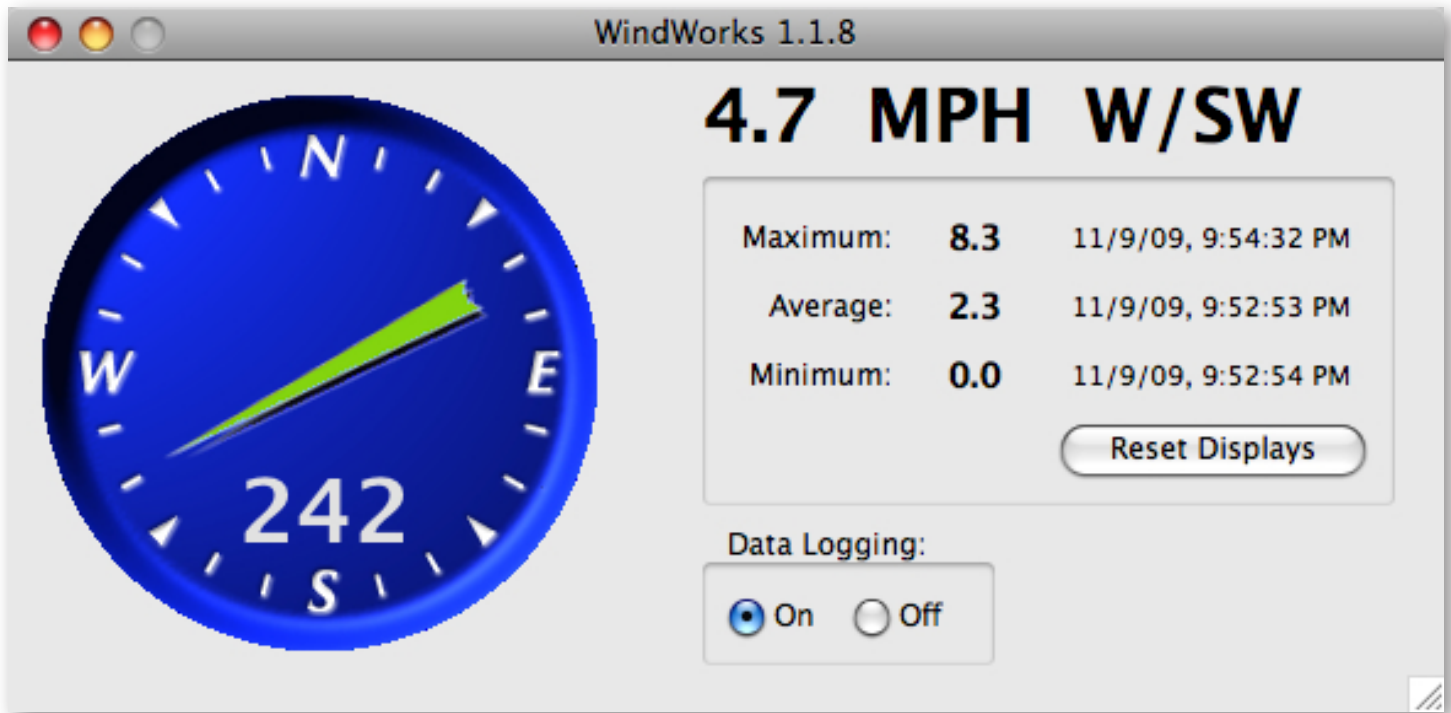 WindWorks 1.1.8
4.7 MPH W/SW
N
W E
242
S
Maximum: 8.3 11/9/09, 9:54:32 PM
Average: 2.3 11/9/09, 9:52:53 PM
Minimum: 0.0 11/9/09, 9:52:54 PM
Reset Displays
Data Logging:
On Off